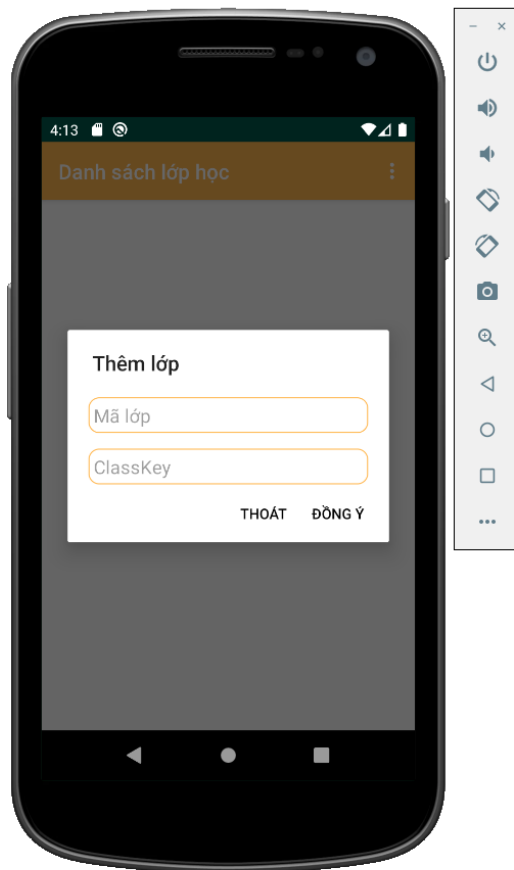 4:13
Danh sách lớp học
Thêm lớp
Mã lớp
ClassKey
THOÁT ĐỒNG Ý